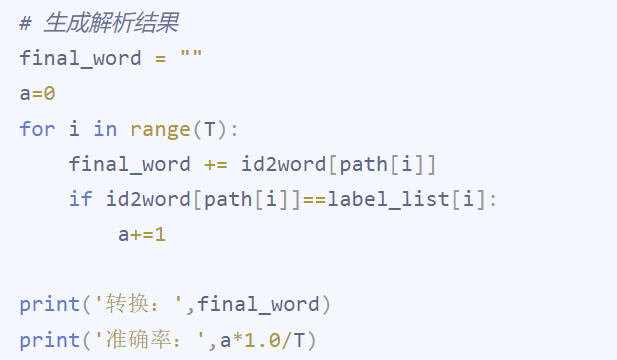 # 生成解析结果
final_word = ""
a=0
for i in range(T):
    final_word += id2word[path[i]]
    if id2word[path[i]]==label_list[i]:
        a+=1

print('转换：',final_word)
print('准确率：',a*1.0/T)